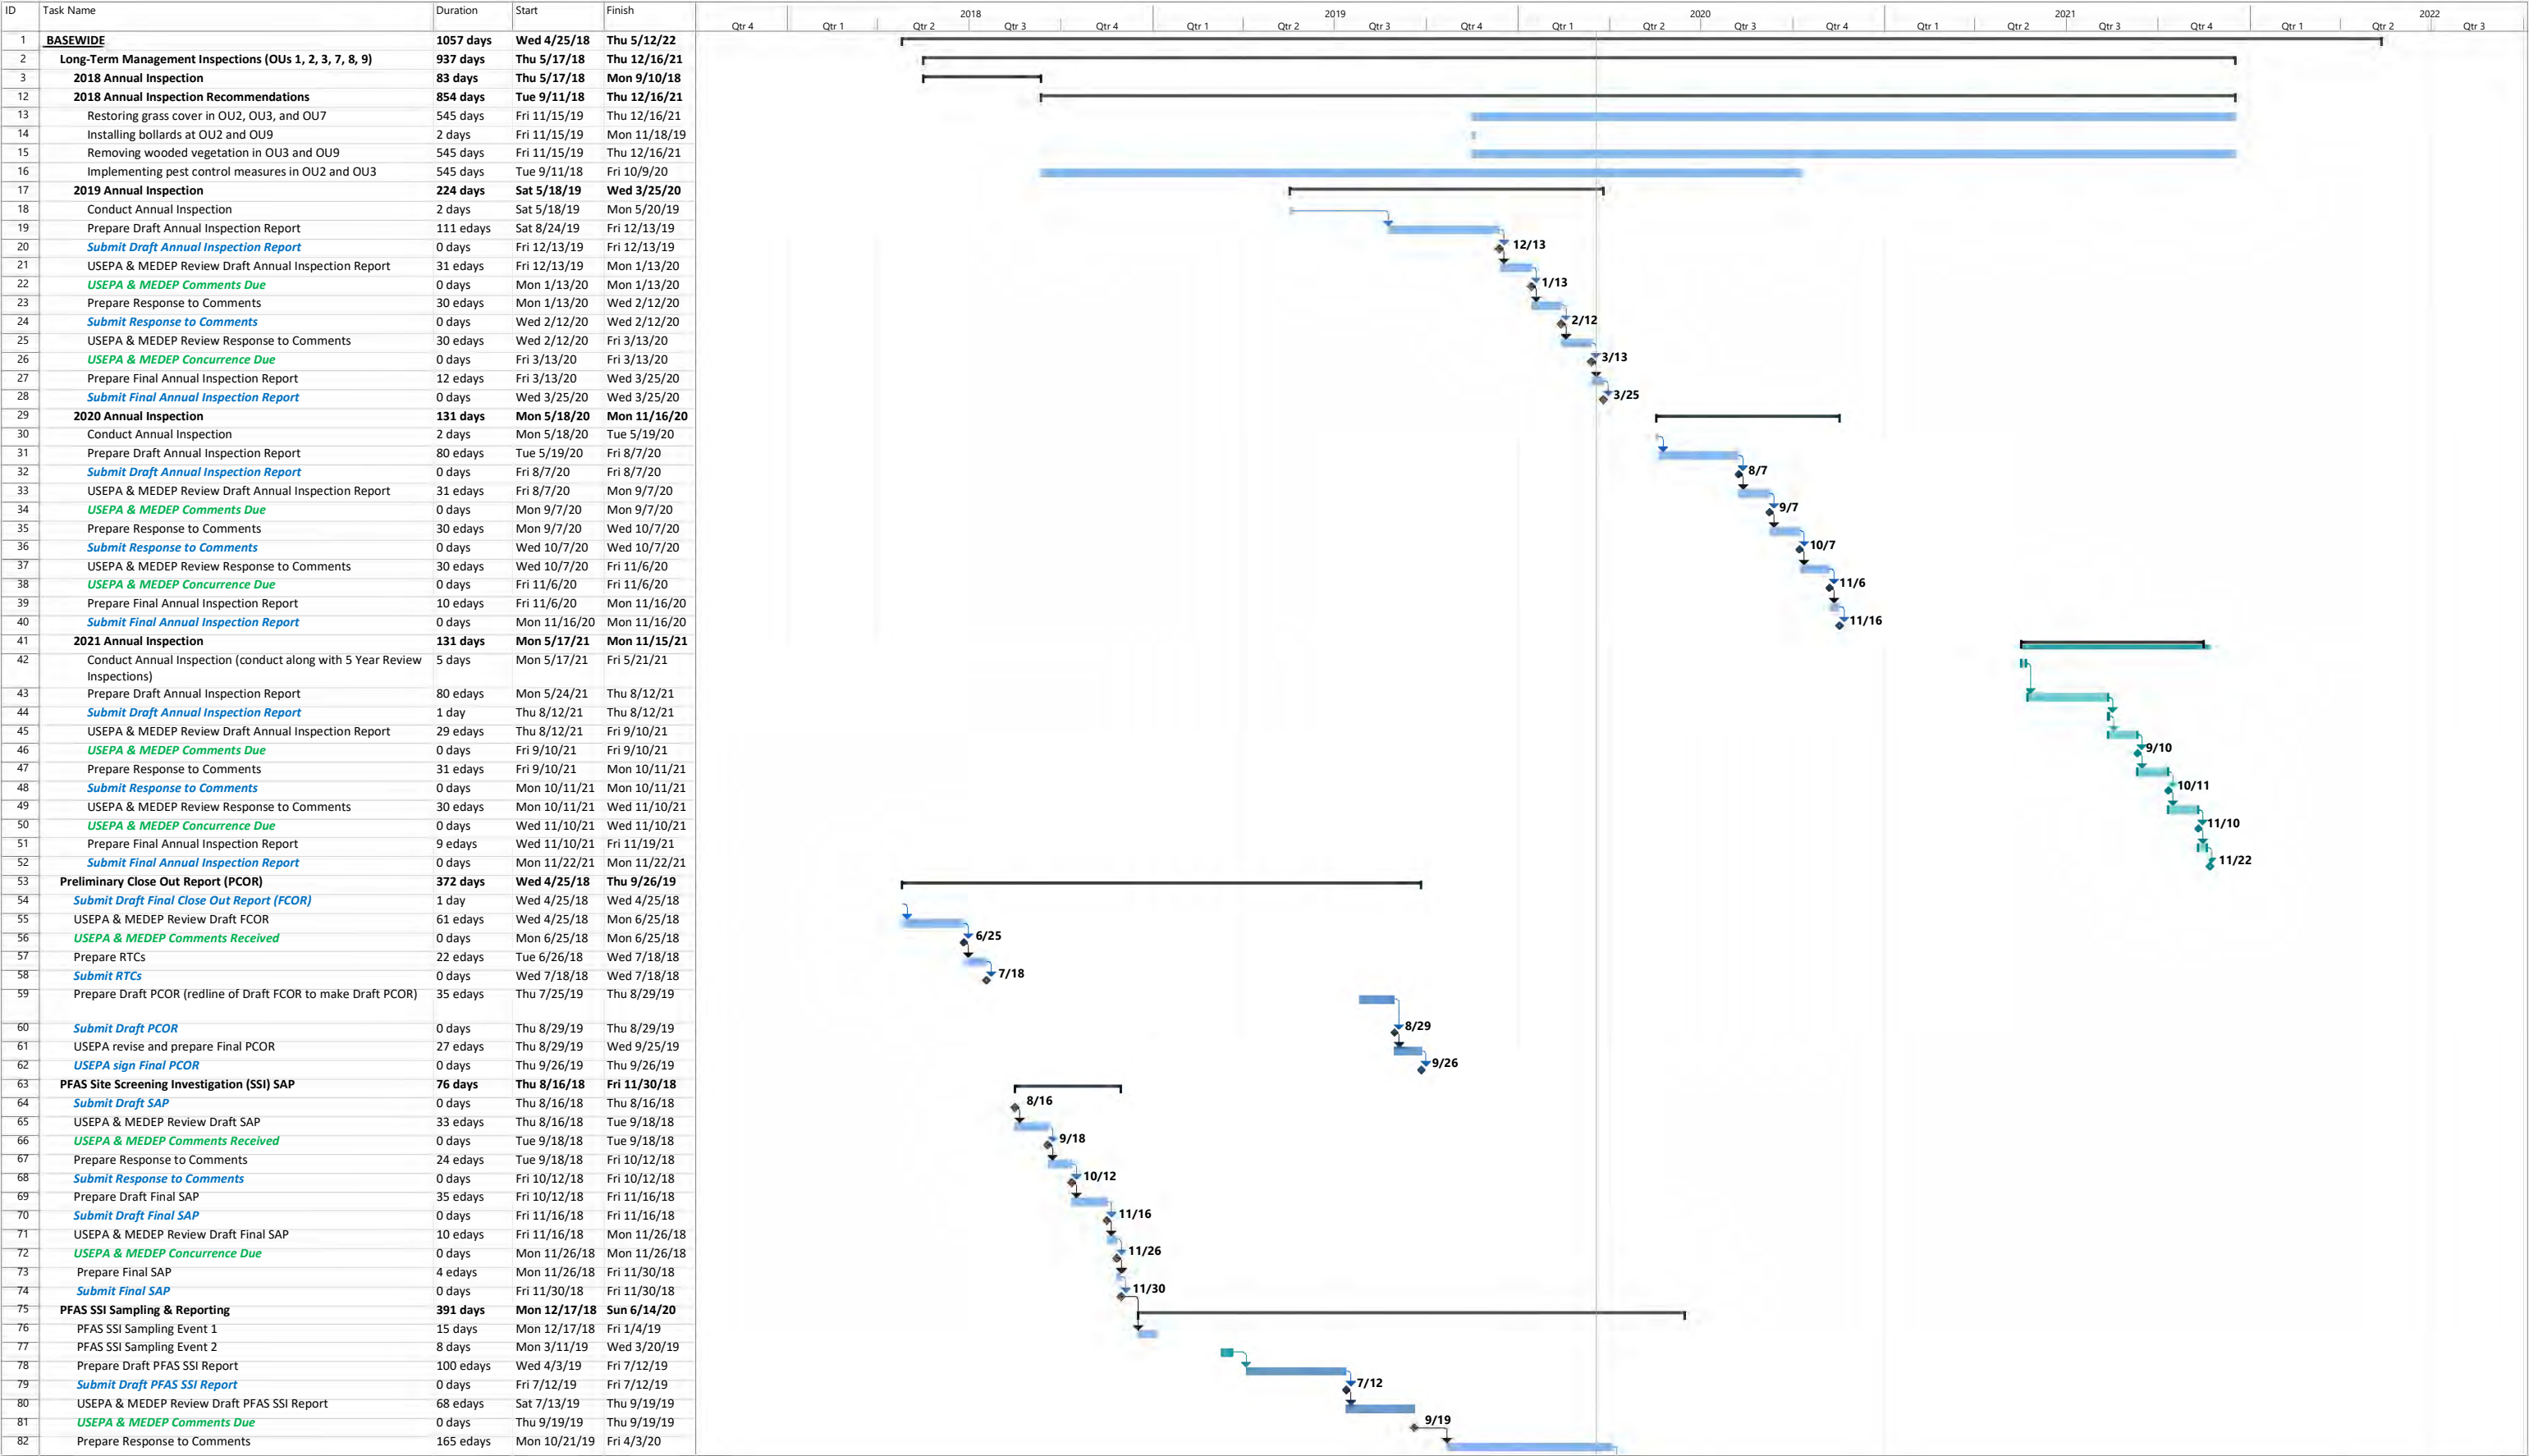 ID Task Name Duration Start Finish 2018 2019 2020 2021 2022
Qtr 4 Qtr 1 Qtr 2 Qtr 3 Qtr 4 Qtr 1 Qtr 2 Qtr 3 Qtr 4 Qtr 1 Qtr 2 Qtr 3 Qtr 4 Qtr 1 Qtr 2 Qtr 3 Qtr 4 Qtr 1 Qtr 2 Qtr 3
1 BASEWIDE 1057 days Wed 4/25/18 Thu 5/12/22
2 Long-Term Management Inspections (OUs 1, 2, 3, 7, 8, 9) 937 days Thu 5/17/18 Thu 12/16/21
3 2018 Annual Inspection 83 days Thu 5/17/18 Mon 9/10/18
12 2018 Annual Inspection Recommendations 854 days Tue 9/11/18 Thu 12/16/21
13 Restoring grass cover in OU2, OU3, and OU7 545 days Fri 11/15/19 Thu 12/16/21
14 Installing bollards at OU2 and OU9 2 days Fri 11/15/19 Mon 11/18/19
15 Removing wooded vegetation in OU3 and OU9 545 days Fri 11/15/19 Thu 12/16/21
16 Implementing pest control measures in OU2 and OU3 545 days Tue 9/11/18 Fri 10/9/20
17 2019 Annual Inspection 224 days Sat 5/18/19 Wed 3/25/20
18 Conduct Annual Inspection 2 days Sat 5/18/19 Mon 5/20/19
19 Prepare Draft Annual Inspection Report 111 edays Sat 8/24/19 Fri 12/13/19
20 Submit Draft Annual Inspection Report 0 days Fri 12/13/19 Fri 12/13/19 12/13
21 USEPA & MEDEP Review Draft Annual Inspection Report 31 edays Fri 12/13/19 Mon 1/13/20
22 USEPA & MEDEP Comments Due 0 days Mon 1/13/20 Mon 1/13/20 1/13
23 Prepare Response to Comments 30 edays Mon 1/13/20 Wed 2/12/20
24 Submit Response to Comments 0 days Wed 2/12/20 Wed 2/12/20 2/12
25 USEPA & MEDEP Review Response to Comments 30 edays Wed 2/12/20 Fri 3/13/20
26 USEPA & MEDEP Concurrence Due 0 days Fri 3/13/20 Fri 3/13/20 3/13
27 Prepare Final Annual Inspection Report 12 edays Fri 3/13/20 Wed 3/25/20
28 Submit Final Annual Inspection Report 0 days Wed 3/25/20 Wed 3/25/20 3/25
29 2020 Annual Inspection 131 days Mon 5/18/20 Mon 11/16/20
30 Conduct Annual Inspection 2 days Mon 5/18/20 Tue 5/19/20
31 Prepare Draft Annual Inspection Report 80 edays Tue 5/19/20 Fri 8/7/20
32 Submit Draft Annual Inspection Report 0 days Fri 8/7/20 Fri 8/7/20 8/7
33 USEPA & MEDEP Review Draft Annual Inspection Report 31 edays Fri 8/7/20 Mon 9/7/20
34 USEPA & MEDEP Comments Due 0 days Mon 9/7/20 Mon 9/7/20 9/7
35 Prepare Response to Comments 30 edays Mon 9/7/20 Wed 10/7/20
36 Submit Response to Comments 0 days Wed 10/7/20 Wed 10/7/20 10/7
37 USEPA & MEDEP Review Response to Comments 30 edays Wed 10/7/20 Fri 11/6/20
38 USEPA & MEDEP Concurrence Due 0 days Fri 11/6/20 Fri 11/6/20 11/6
39 Prepare Final Annual Inspection Report 10 edays Fri 11/6/20 Mon 11/16/20
40 Submit Final Annual Inspection Report 0 days Mon 11/16/20 Mon 11/16/20 11/16
41 2021 Annual Inspection 131 days Mon 5/17/21 Mon 11/15/21
42 Conduct Annual Inspection (conduct along with 5 Year Review 5 days Mon 5/17/21 Fri 5/21/21
Inspections)
43 Prepare Draft Annual Inspection Report 80 edays Mon 5/24/21 Thu 8/12/21
44 Submit Draft Annual Inspection Report 1 day Thu 8/12/21 Thu 8/12/21
45 USEPA & MEDEP Review Draft Annual Inspection Report 29 edays Thu 8/12/21 Fri 9/10/21
46 USEPA & MEDEP Comments Due 0 days Fri 9/10/21 Fri 9/10/21 9/10
47 Prepare Response to Comments 31 edays Fri 9/10/21 Mon 10/11/21
48 Submit Response to Comments 0 days Mon 10/11/21 Mon 10/11/21 10/11
49 USEPA & MEDEP Review Response to Comments 30 edays Mon 10/11/21 Wed 11/10/21
50 USEPA & MEDEP Concurrence Due 0 days Wed 11/10/21 Wed 11/10/21 11/10
51 Prepare Final Annual Inspection Report 9 edays Wed 11/10/21 Fri 11/19/21
52 Submit Final Annual Inspection Report 0 days Mon 11/22/21 Mon 11/22/21 11/22
53 Preliminary Close Out Report (PCOR) 372 days Wed 4/25/18 Thu 9/26/19
54 Submit Draft Final Close Out Report (FCOR) 1 day Wed 4/25/18 Wed 4/25/18
55 USEPA & MEDEP Review Draft FCOR 61 edays Wed 4/25/18 Mon 6/25/18
56 USEPA & MEDEP Comments Received 0 days Mon 6/25/18 Mon 6/25/18 6/25
57 Prepare RTCs 22 edays Tue 6/26/18 Wed 7/18/18
58 Submit RTCs 0 days Wed 7/18/18 Wed 7/18/18 7/18
59 Prepare Draft PCOR (redline of Draft FCOR to make Draft PCOR) 35 edays Thu 7/25/19 Thu 8/29/19
60 Submit Draft PCOR 0 days Thu 8/29/19 Thu 8/29/19 8/29
61 USEPA revise and prepare Final PCOR 27 edays Thu 8/29/19 Wed 9/25/19
62 USEPA sign Final PCOR 0 days Thu 9/26/19 Thu 9/26/19 9/26
63 PFAS Site Screening Investigation (SSI) SAP 76 days Thu 8/16/18 Fri 11/30/18
64 Submit Draft SAP 0 days Thu 8/16/18 Thu 8/16/18 8/16
65 USEPA & MEDEP Review Draft SAP 33 edays Thu 8/16/18 Tue 9/18/18
66 USEPA & MEDEP Comments Received 0 days Tue 9/18/18 Tue 9/18/18 9/18
67 Prepare Response to Comments 24 edays Tue 9/18/18 Fri 10/12/18
68 Submit Response to Comments 0 days Fri 10/12/18 Fri 10/12/18 10/12
69 Prepare Draft Final SAP 35 edays Fri 10/12/18 Fri 11/16/18
70 Submit Draft Final SAP 0 days Fri 11/16/18 Fri 11/16/18 11/16
71 USEPA & MEDEP Review Draft Final SAP 10 edays Fri 11/16/18 Mon 11/26/18
72 USEPA & MEDEP Concurrence Due 0 days Mon 11/26/18 Mon 11/26/18 11/26
73 Prepare Final SAP 4 edays Mon 11/26/18 Fri 11/30/18
74 Submit Final SAP 0 days Fri 11/30/18 Fri 11/30/18 11/30
75 PFAS SSI Sampling & Reporting 391 days Mon 12/17/18 Sun 6/14/20
76 PFAS SSI Sampling Event 1 15 days Mon 12/17/18 Fri 1/4/19
77 PFAS SSI Sampling Event 2 8 days Mon 3/11/19 Wed 3/20/19
78 Prepare Draft PFAS SSI Report 100 edays Wed 4/3/19 Fri 7/12/19
79 Submit Draft PFAS SSI Report 0 days Fri 7/12/19 Fri 7/12/19 7/12
80 USEPA & MEDEP Review Draft PFAS SSI Report 68 edays Sat 7/13/19 Thu 9/19/19
81 USEPA & MEDEP Comments Due 0 days Thu 9/19/19 Thu 9/19/19 9/19
82 Prepare Response to Comments 165 edays Mon 10/21/19 Fri 4/3/20